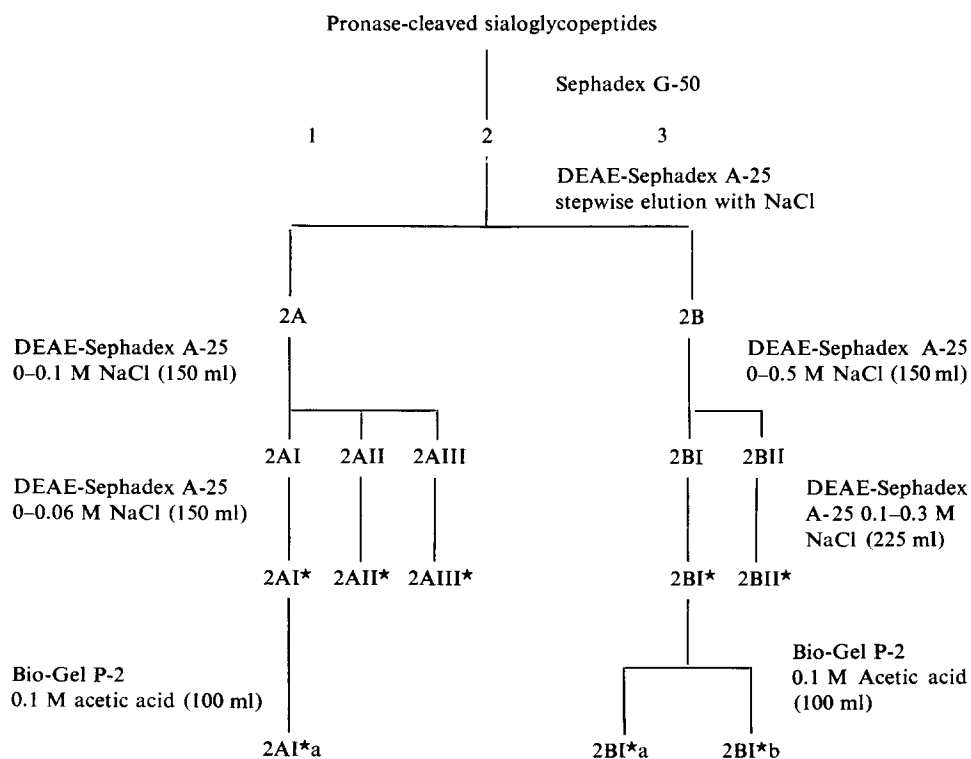 Pronase-cleaved sialoglycopeptides
Sephadex G-50
1 2 3
DEAE-Sephadex A-25
stepwise elution with NaCl
2A 2B
DEAE-Sephadex A-25
0–0.1 M NaCl (150 ml)
DEAE-Sephadex A-25
0–0.5 M NaCl (150 ml)
2AI 2AII 2AIII 2BI 2BII
DEAE-Sephadex A-25
0–0.06 M NaCl (150 ml)
DEAE-Sephadex
A-25 0.1–0.3 M
NaCl (225 ml)
2AI★ 2AII★ 2AIII★ 2BI★ 2BII★
Bio-Gel P-2
0.1 M acetic acid (100 ml)
Bio-Gel P-2
0.1 M Acetic acid
(100 ml)
2AI★a 2BI★a 2BI★b